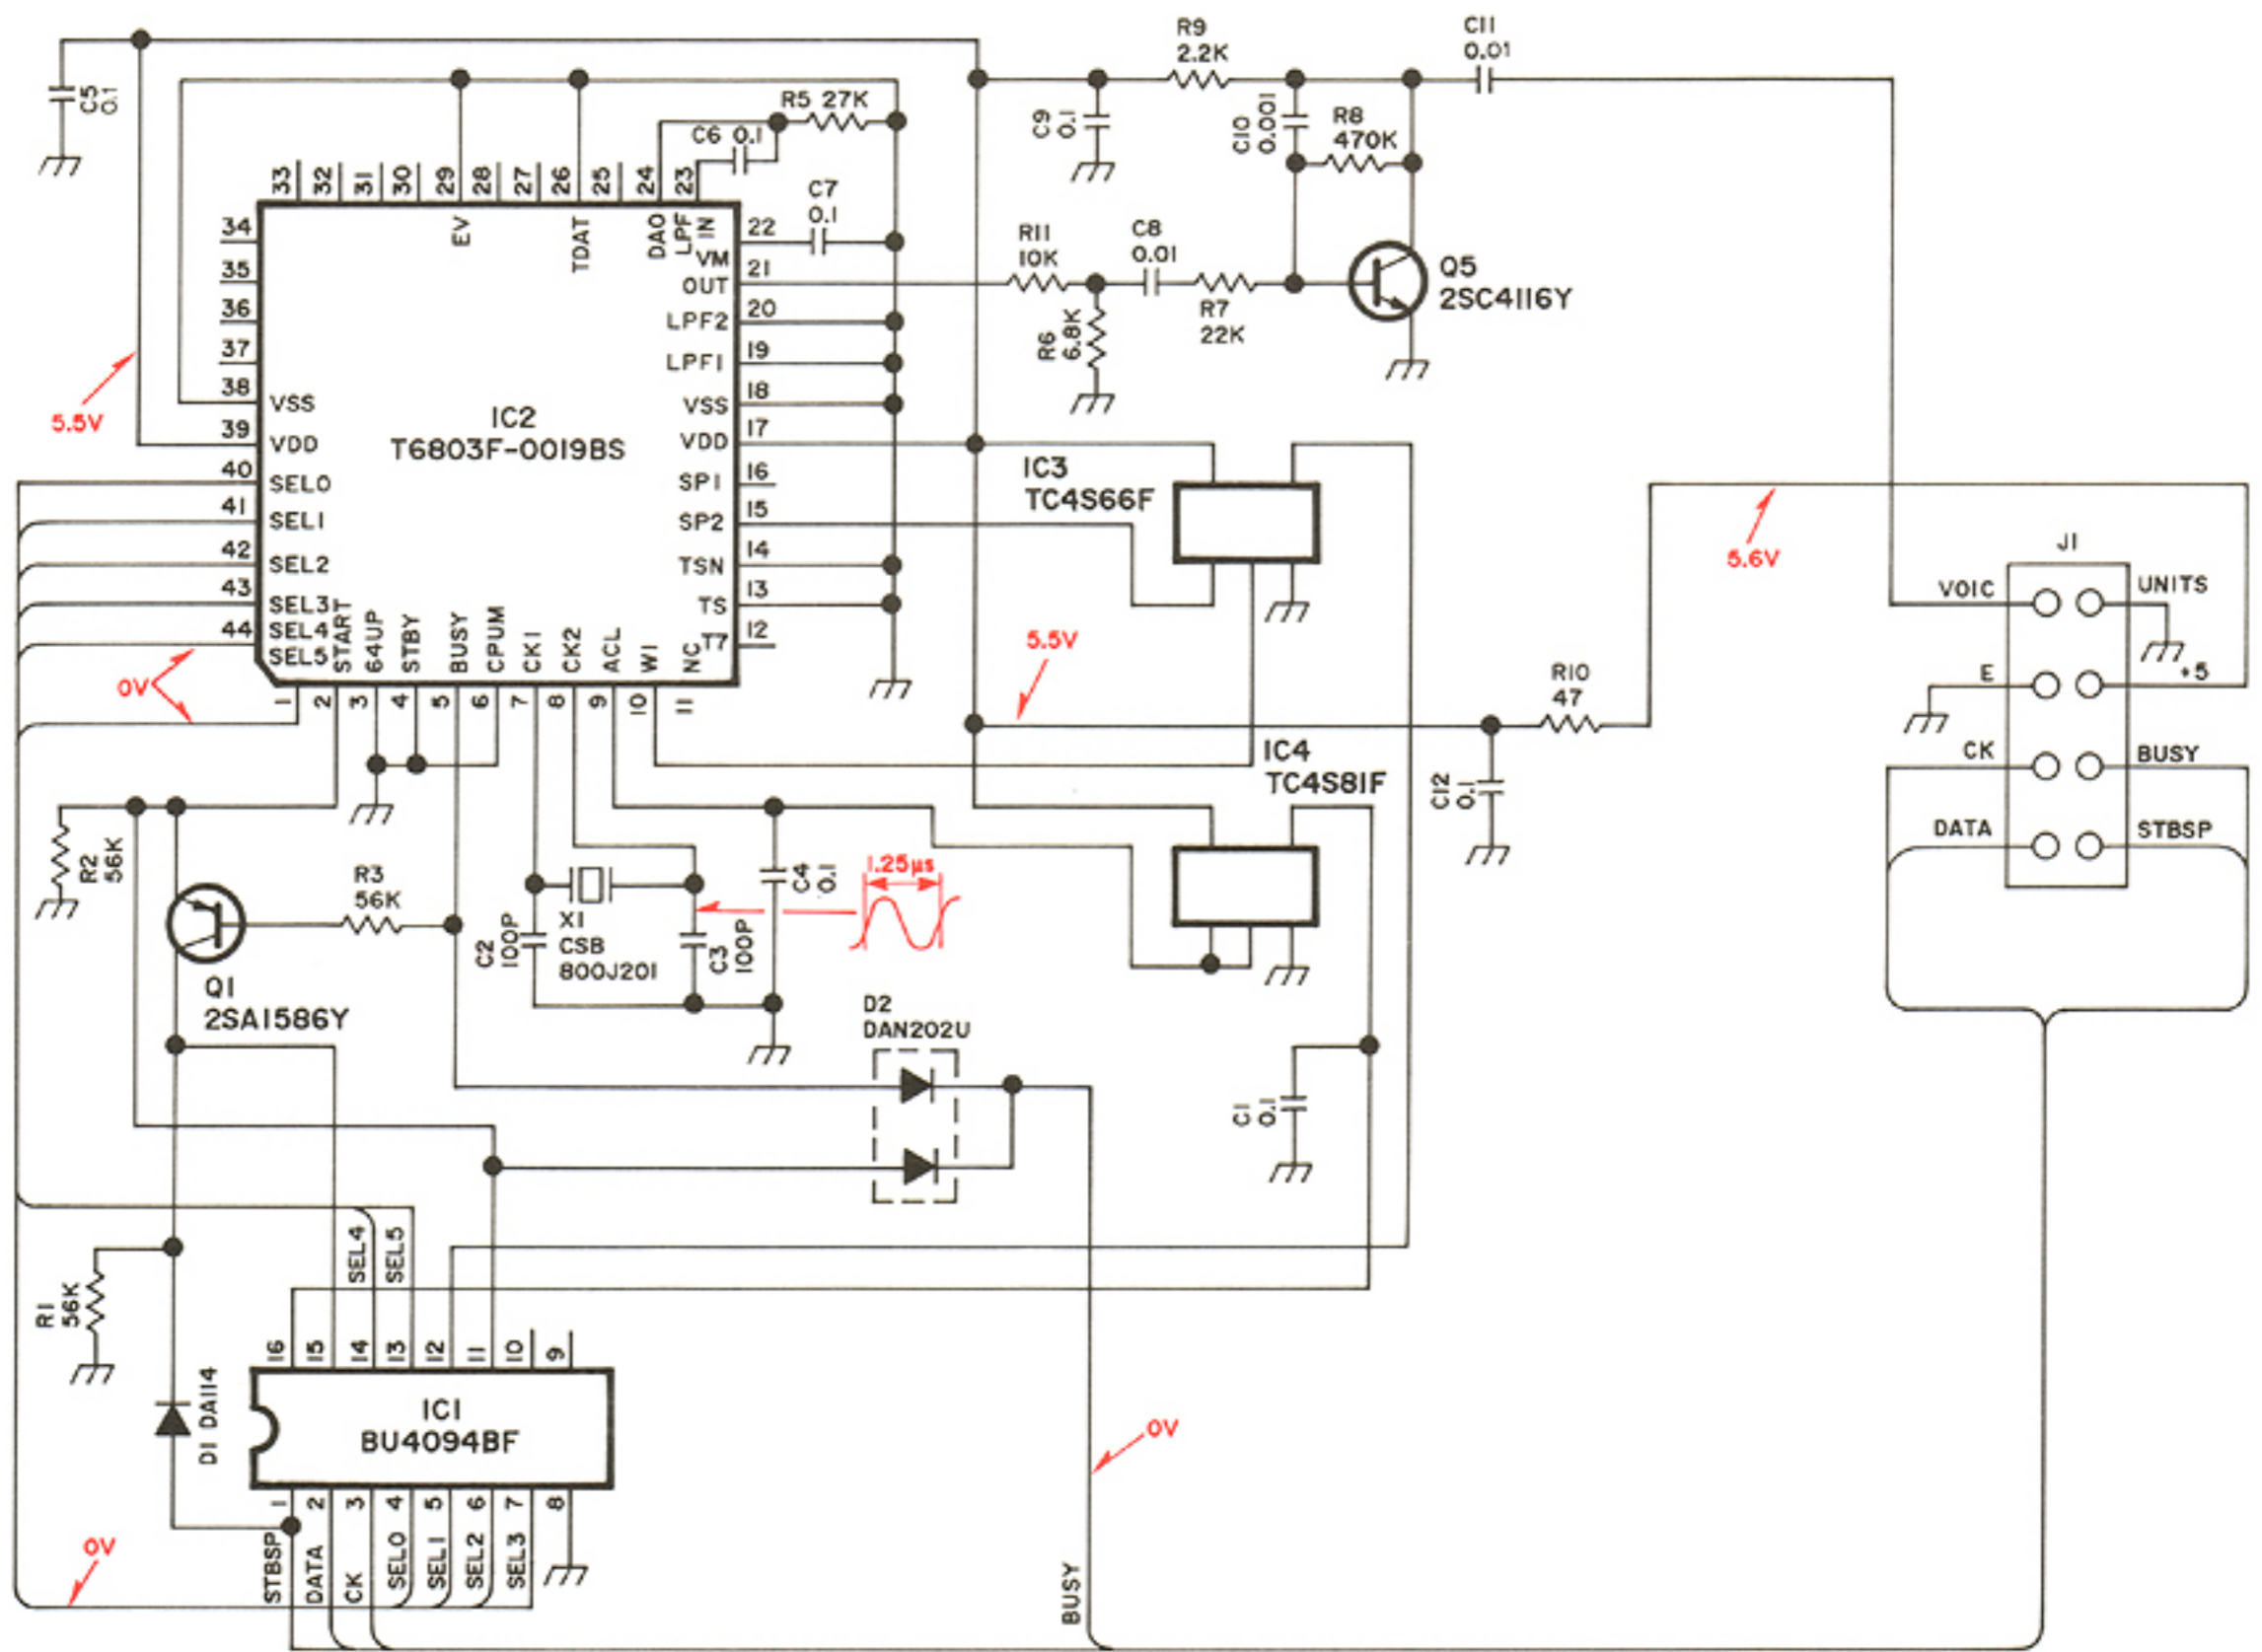 C5
0.1
R9
2.2K
C11
0.01
C9
0.1
C10
0.001
R8
470K
R5 27K
C6 0.1
C7
0.1
33
32
31
30
29
28
27
26
25
24
23
EV
TDAT
DAO
LPF
IN
34
35
36
37
38
39
40
41
42
43
44
VSS
VDD
SEL0
SEL1
SEL2
SEL3
SEL4
SEL5
22
21
20
19
18
17
16
15
14
13
12
VM
OUT
LPF2
LPF1
VSS
VDD
SP1
SP2
TSN
TS
T7
IC2
T6803F-0019BS
START
64UP
STBY
BUSY
CPUM
CK1
CK2
ACL
W1
NC
1
2
3
4
5
6
7
8
9
10
11
5.5V
0V
R11
10K
C8
0.01
R6
6.8K
R7
22K
Q5
2SC4116Y
IC3
TC4S66F
5.5V
5.6V
J1
VOIC
UNITS
E
+5
CK
BUSY
DATA
STBSP
R10
47
C12
0.1
IC4
TC4S81F
R2
56K
R3
56K
Q1
2SA1586Y
C2
100P
X1
CSB
800J201
C3
100P
C4
0.1
1.25μs
D2
DAN202U
C1
0.1
R1
56K
D1 DA114
SEL4
SEL5
16
15
14
13
12
11
10
9
IC1
BU4094BF
1
2
3
4
5
6
7
8
STBSP
DATA
CK
SEL0
SEL1
SEL2
SEL3
0V
BUSY
0V